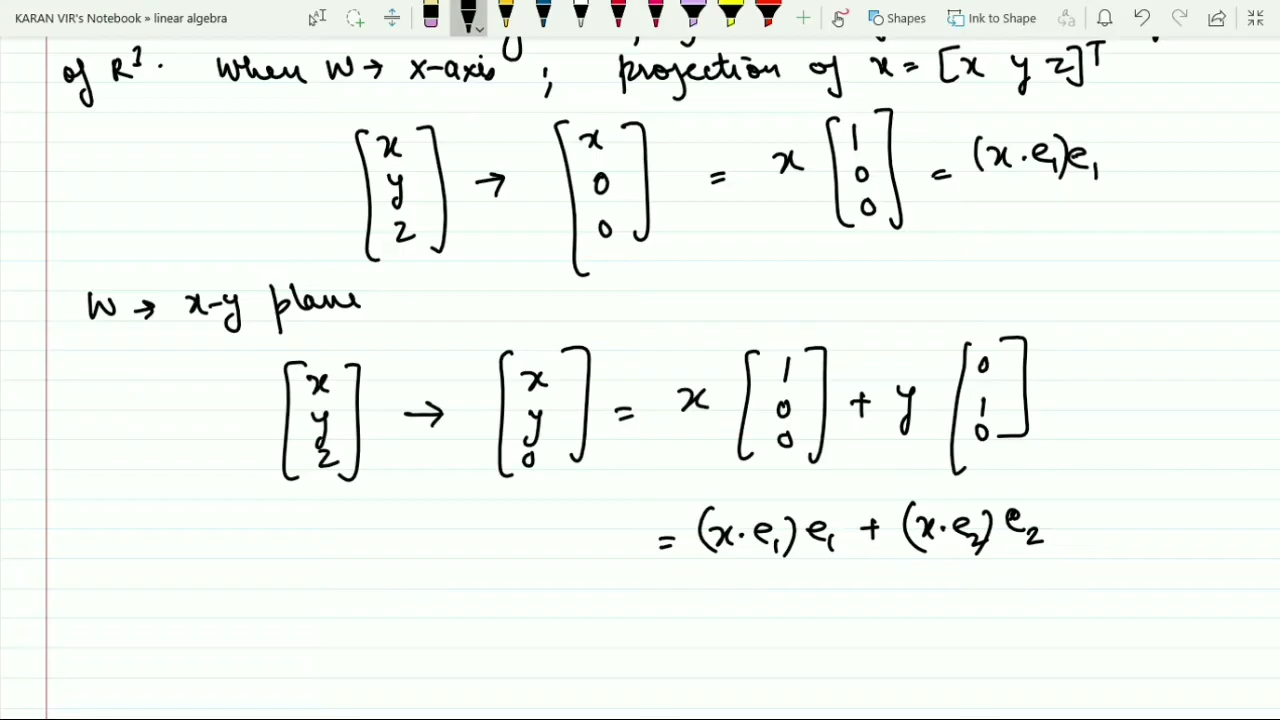 KARAN VIR's Notebook » linear algebra
Shapes
Ink to Shape
of R³. When W → x-axis ; projection of x = [x y z]ᵀ
[x y z] → [x 0 0] = x [1 0 0] = (x·e₁)e₁
W → x-y plane
[x y z] → [x y 0] = x [1 0 0] + y [0 1 0]
= (x·e₁)e₁ + (x·e₂)e₂